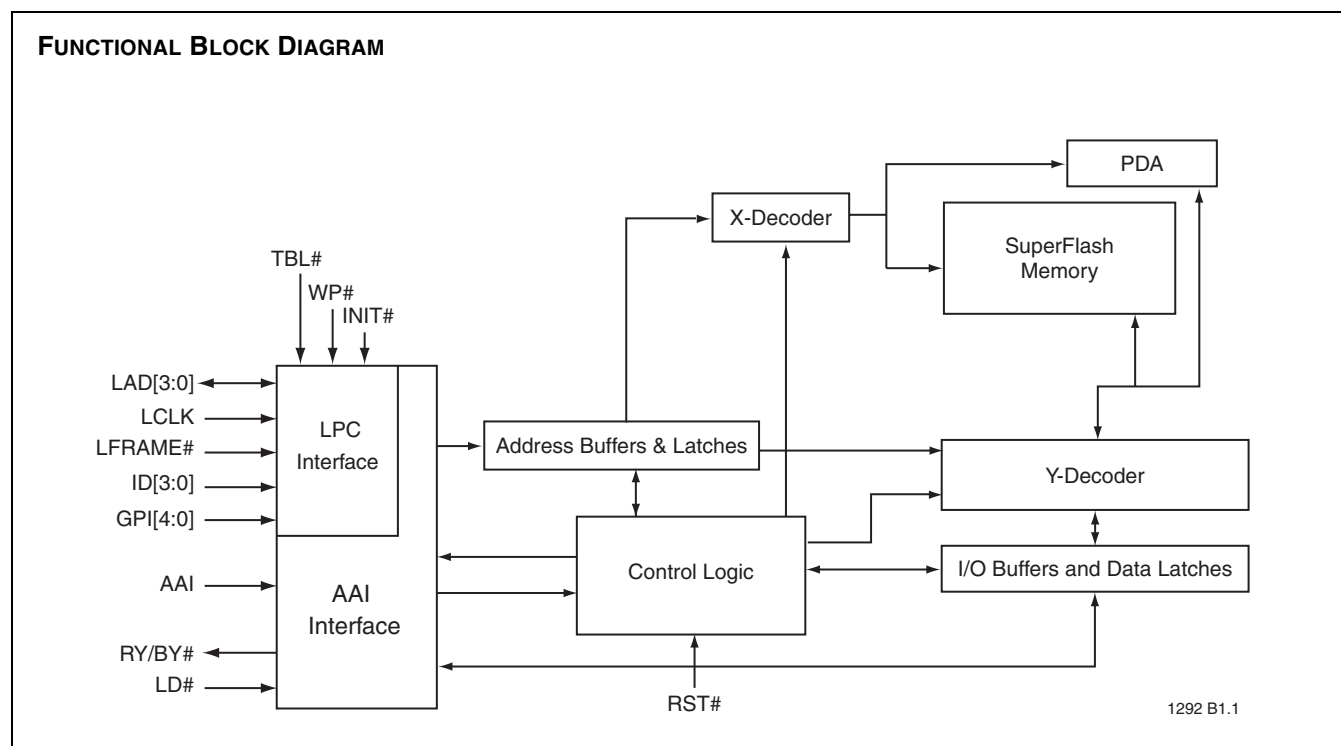 FUNCTIONAL BLOCK DIAGRAM
PDA
X-Decoder
SuperFlash
Memory
TBL#
WP#
INIT#
LAD[3:0]
LCLK
LFRAME#
ID[3:0]
GPI[4:0]
LPC
Interface
Address Buffers & Latches
Y-Decoder
Control Logic
I/O Buffers and Data Latches
AAI
AAI
Interface
RY/BY#
LD#
RST#
1292 B1.1